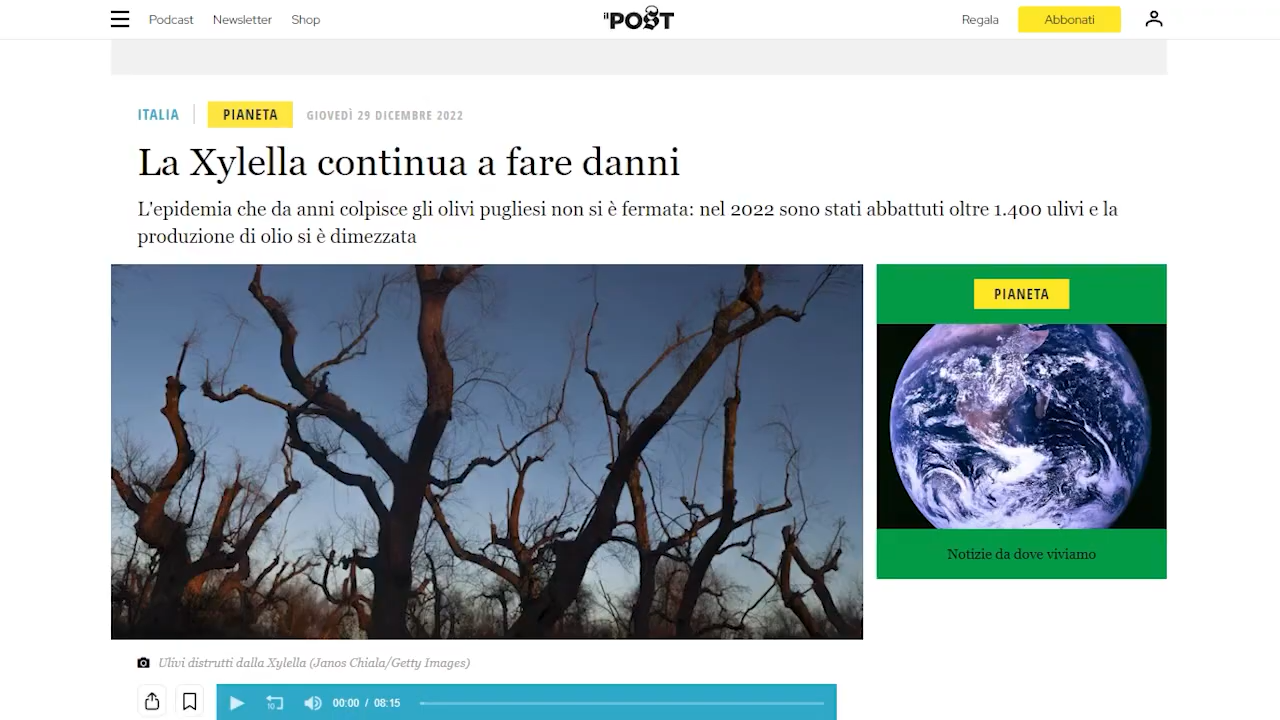 Podcast Newsletter Shop
il POST
Regala Abbonati
ITALIA PIANETA GIOVEDÌ 29 DICEMBRE 2022
La Xylella continua a fare danni
L'epidemia che da anni colpisce gli olivi pugliesi non si è fermata: nel 2022 sono stati abbattuti oltre 1.400 ulivi e la
produzione di olio si è dimezzata
PIANETA
Notizie da dove viviamo
Ulivi distrutti dalla Xylella (Janos Chiala/Getty Images)
10 00:00 / 08:15